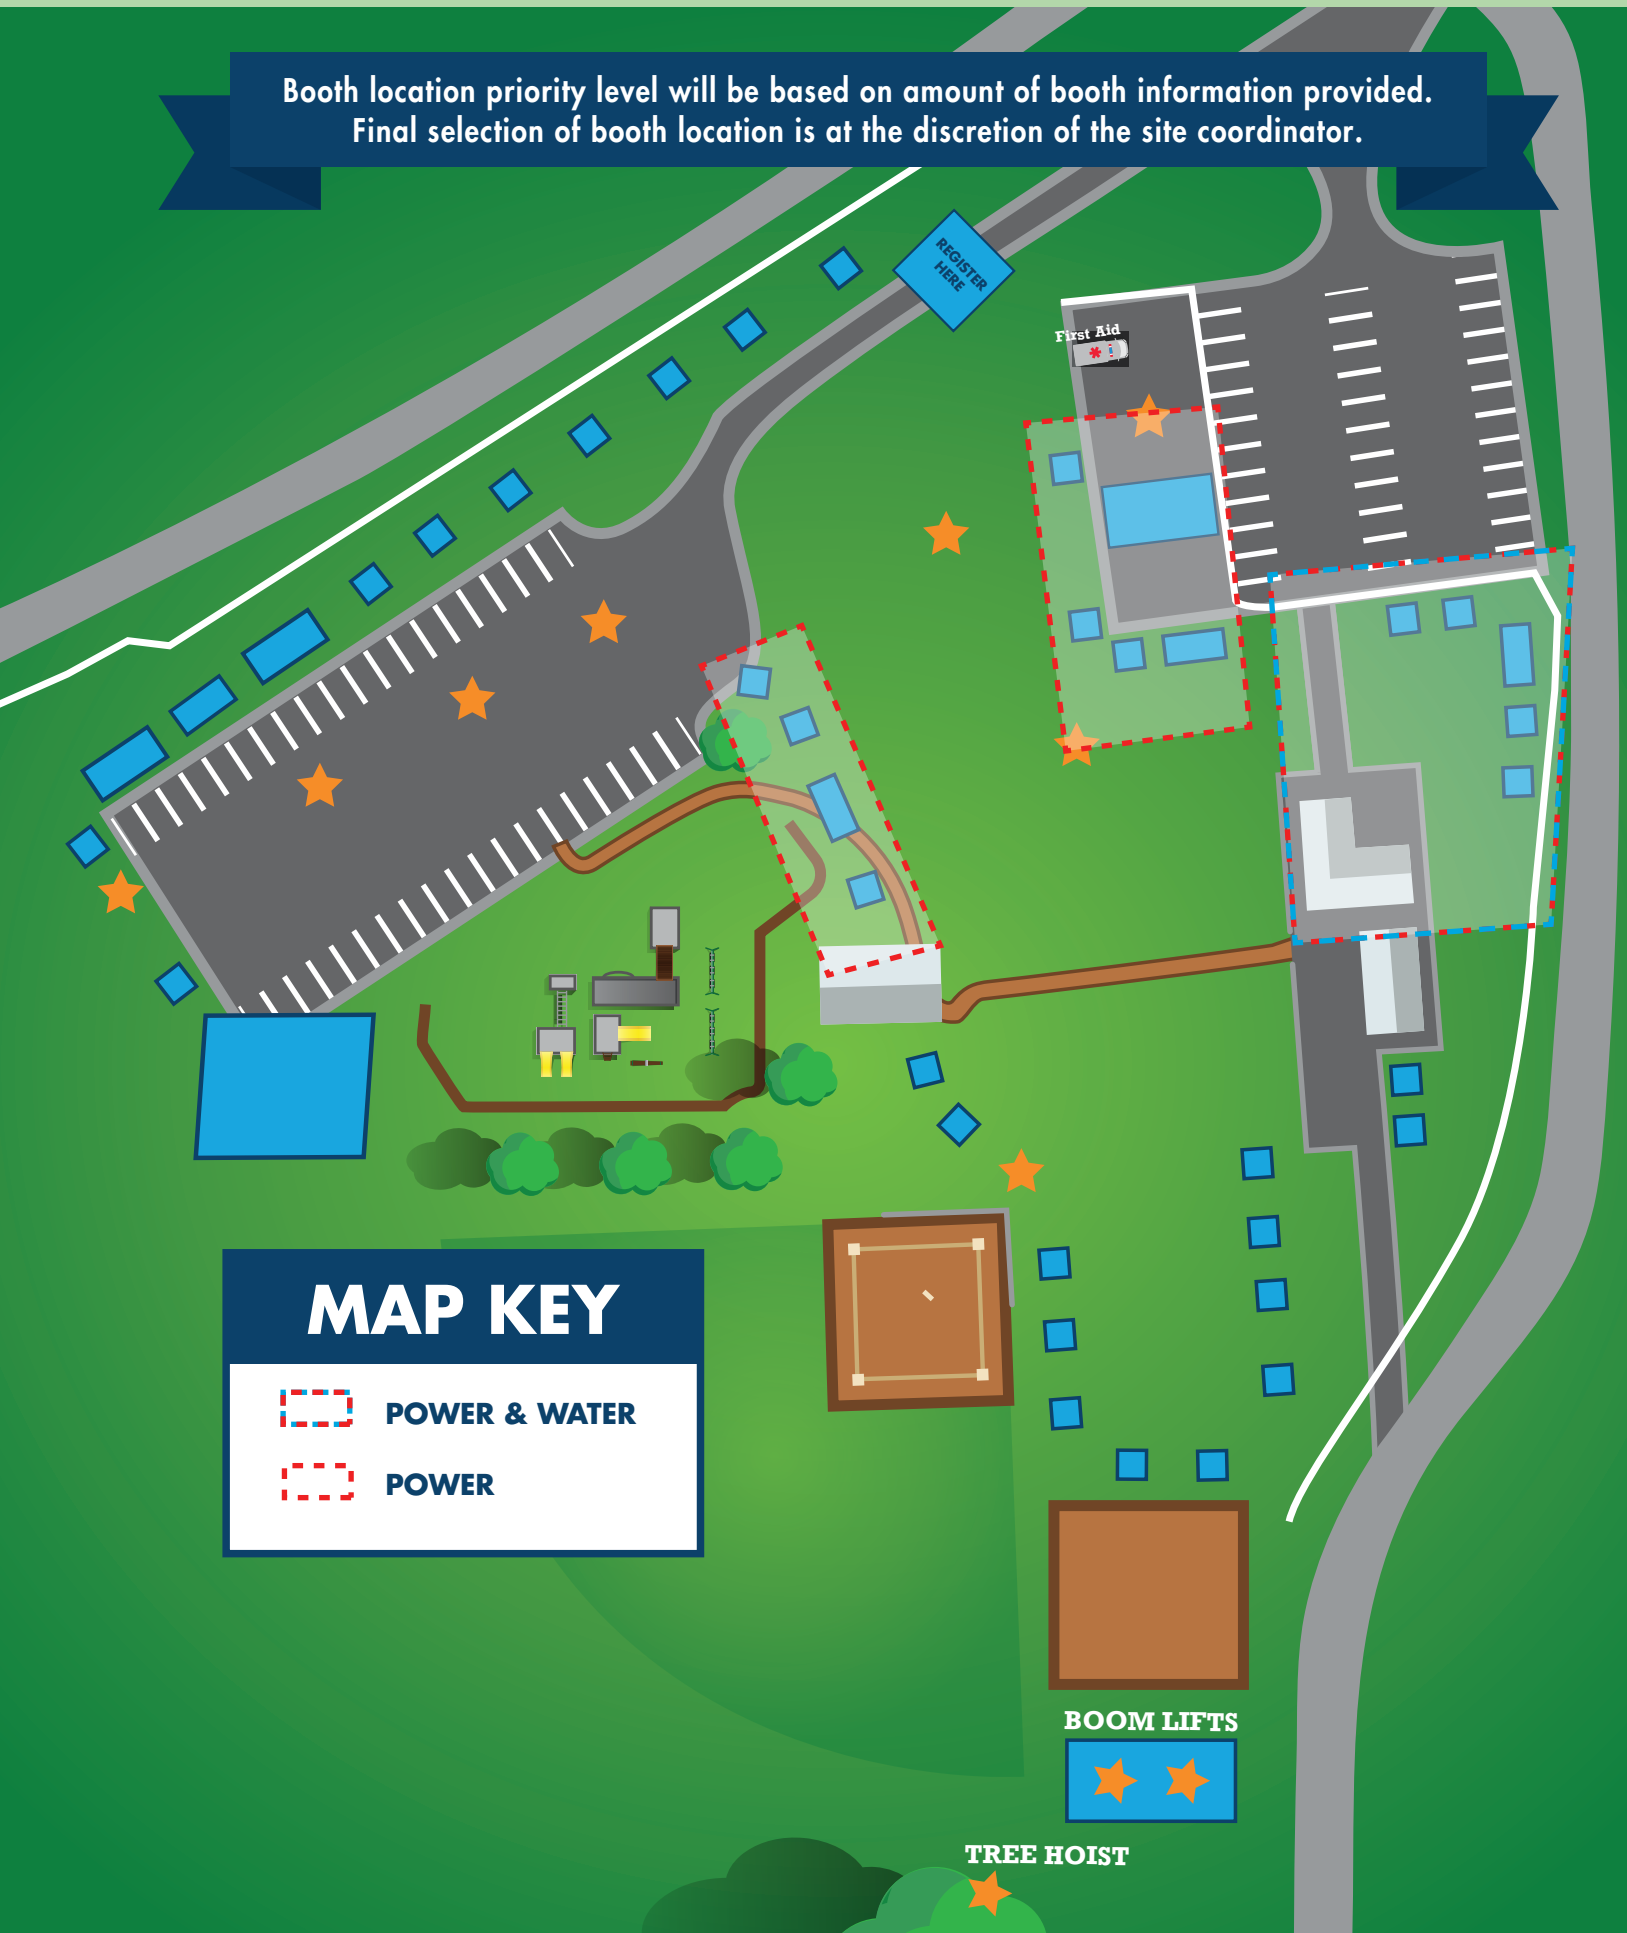 Booth location priority level will be based on amount of booth information provided.
Final selection of booth location is at the discretion of the site coordinator.
REGISTER
HERE
First Aid
MAP KEY
POWER & WATER
POWER
BOOM LIFTS
TREE HOIST